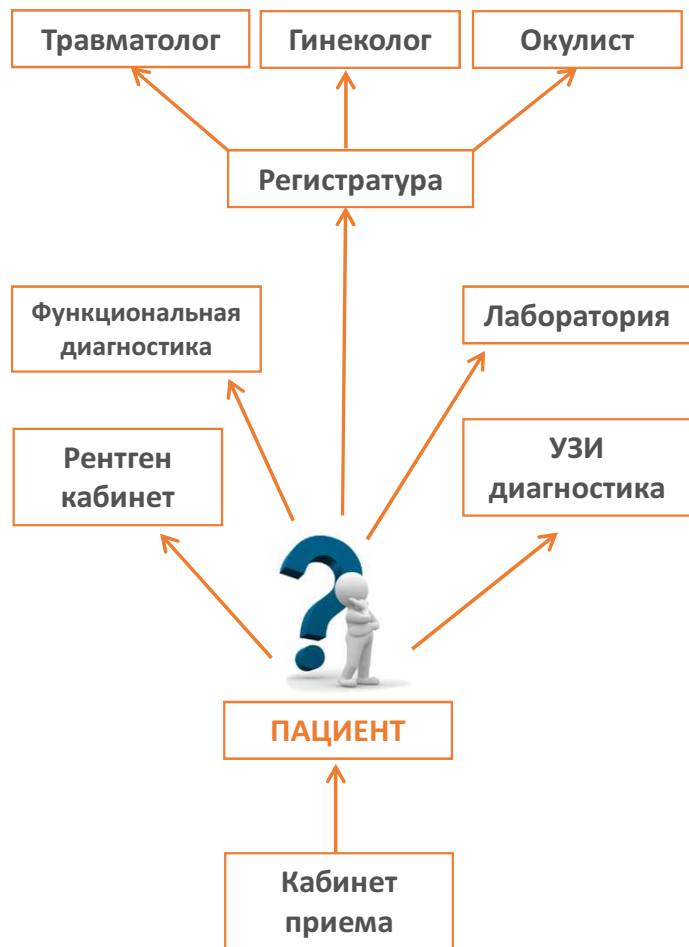 Травматолог
Гинеколог
Окулист
Регистратура
Функциональная
диагностика
Лаборатория
Рентген
кабинет
УЗИ
диагностика
?
ПАЦИЕНТ
Кабинет
приема